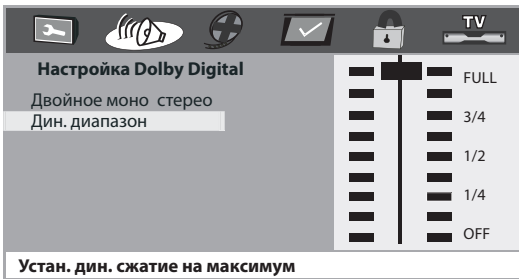 TV
Настройка Dolby Digital
Двойное моно стерео
Дин. диапазон
FULL
3/4
1/2
1/4
OFF
Устан. дин. сжатие на максимум